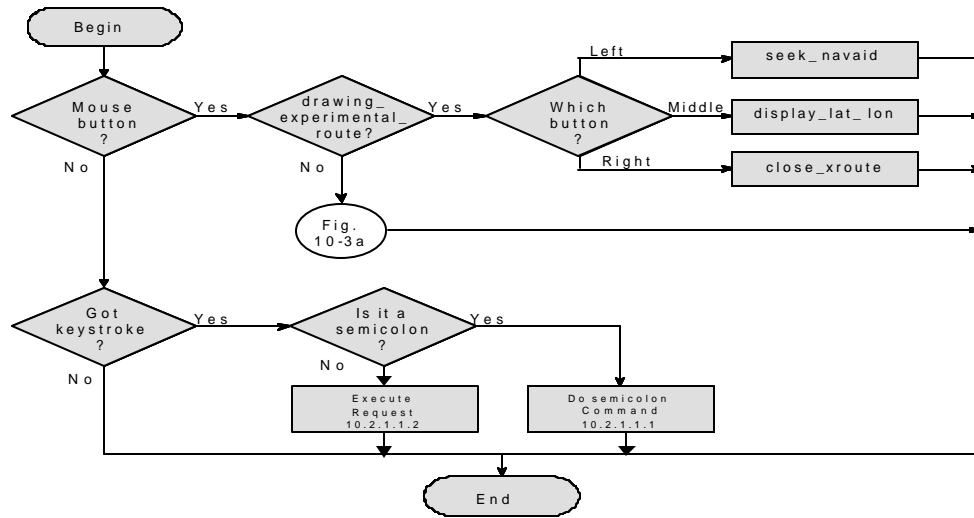 Begin
Mouse
button
?
Yes
No
drawing_
experimental_
route?
Yes
No
Which
button
?
Left
Middle
Right
seek_navaid
display_lat_lon
close_xroute
Fig.
10-3a
Got
keystroke
?
Yes
No
Is it a
semicolon
?
Yes
No
Execute
Request
10.2.1.1.2
Do semicolon
Command
10.2.1.1.1
End